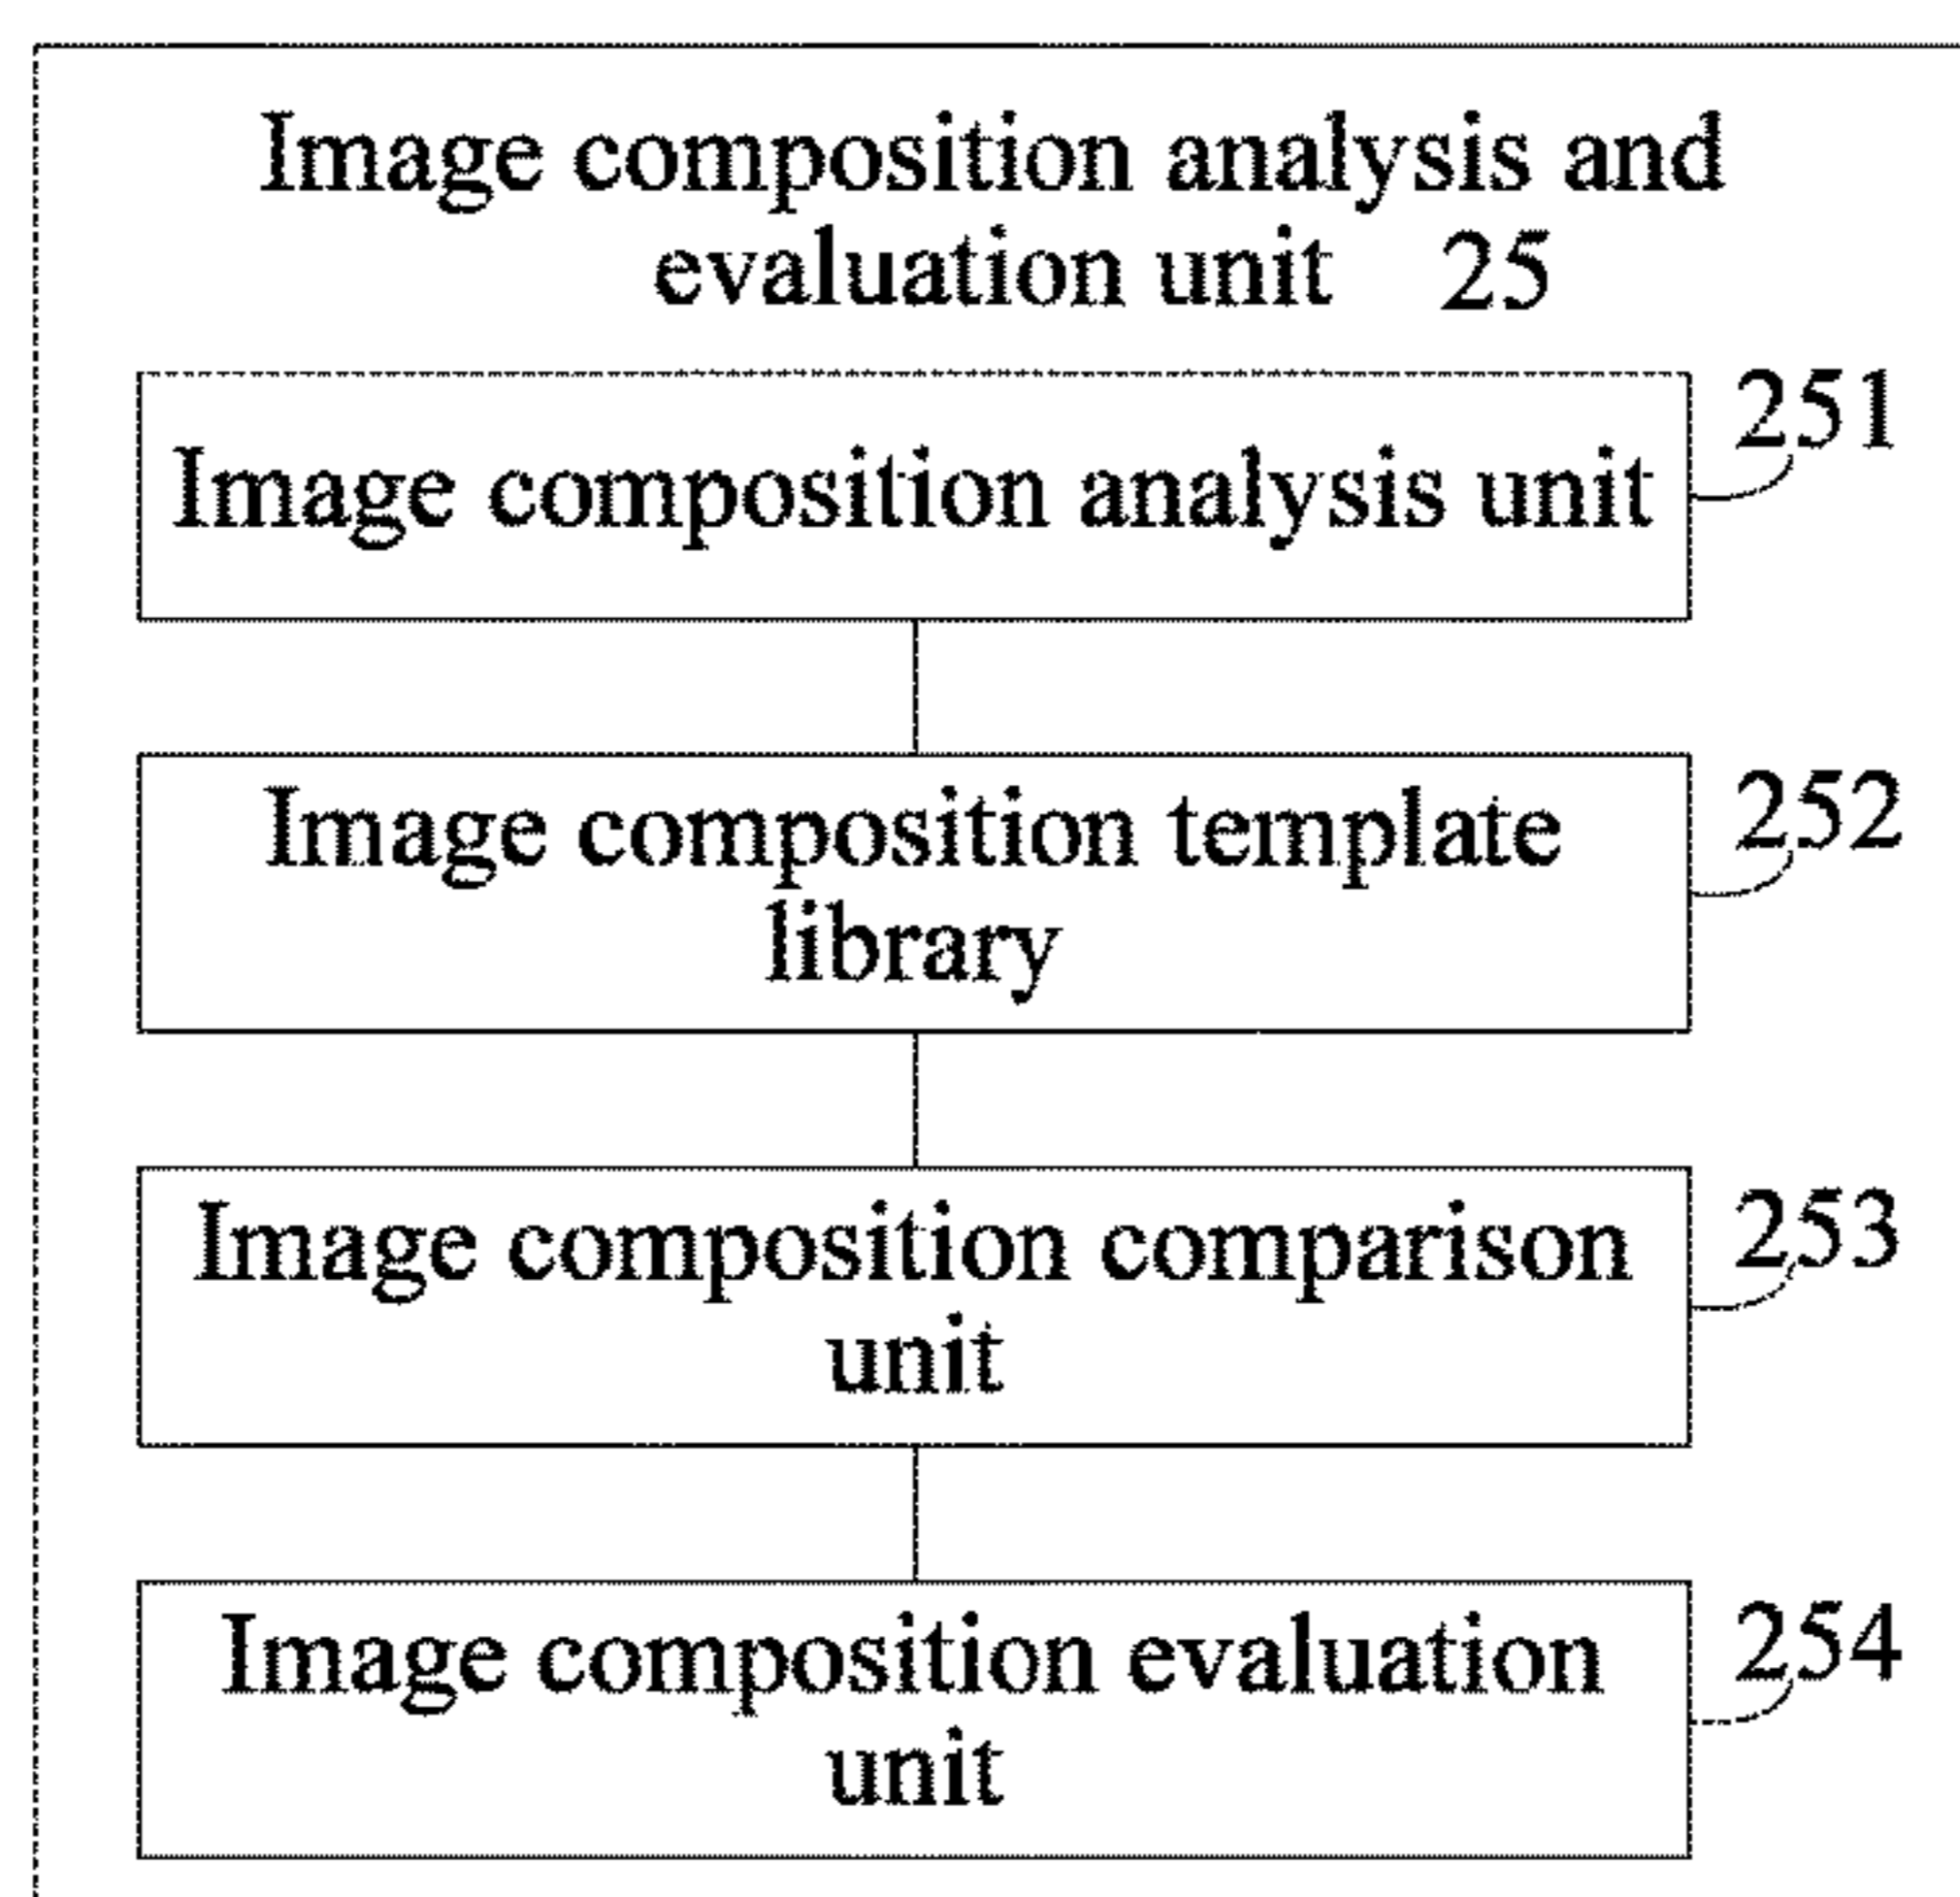 Image composition analysis and
evaluation unit 25
251
Image composition analysis unit
252
Image composition template
library
253
Image composition comparison
unit
254
Image composition evaluation
unit